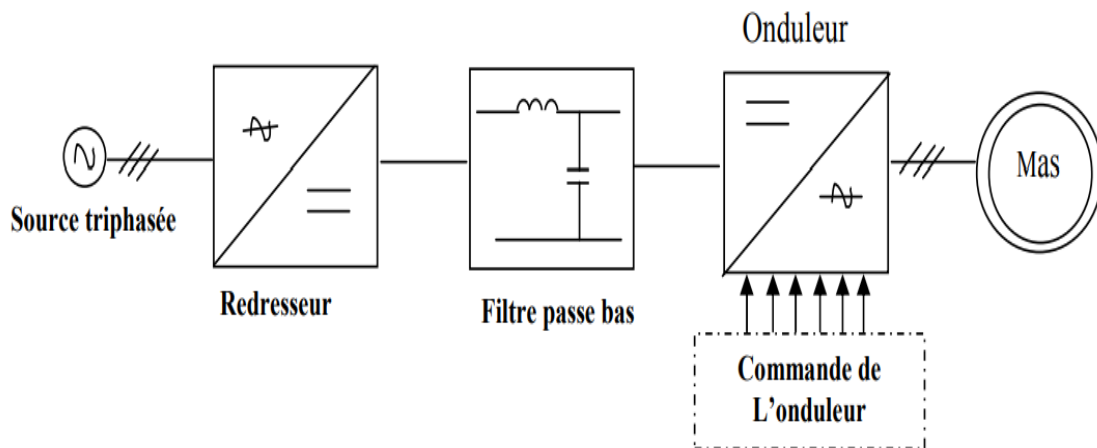 Onduleur
Mas
Source triphasée
Redresseur
Filtre passe bas
Commande de
L'onduleur